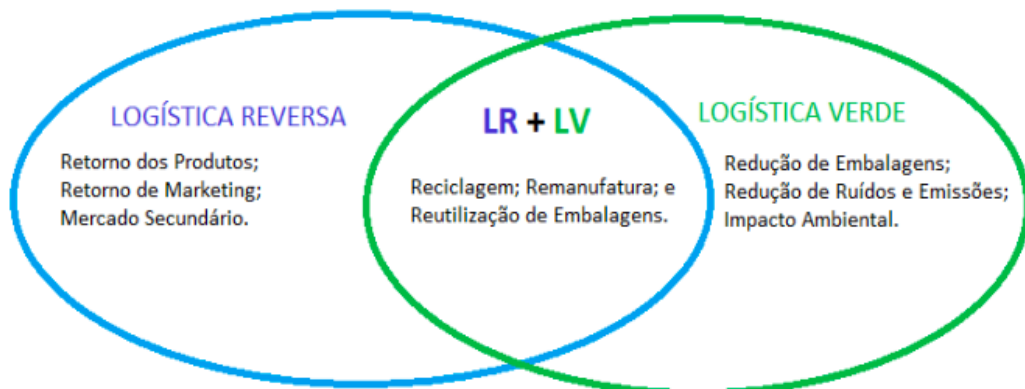 LOGÍSTICA REVERSA
Retorno dos Produtos;
Retorno de Marketing;
Mercado Secundário.
LR + LV
Reciclagem; Remanufatura; e
Reutilização de Embalagens.
LOGÍSTICA VERDE
Redução de Embalagens;
Redução de Ruídos e Emissões;
Impacto Ambiental.